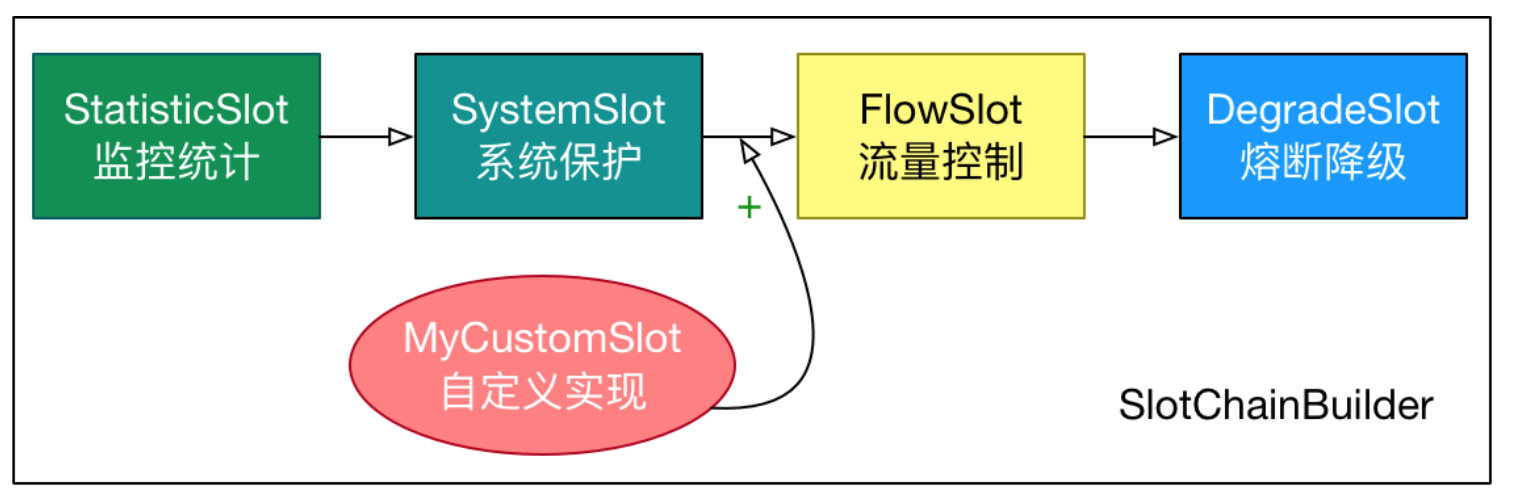 StatisticSlot
监控统计
SystemSlot
系统保护
FlowSlot
流量控制
DegradeSlot
熔断降级
+
MyCustomSlot
自定义实现
SlotChainBuilder